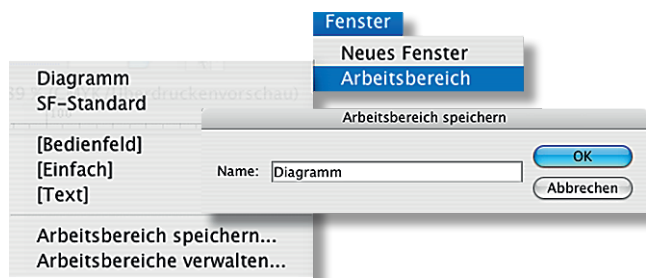 Fenster
Neues Fenster
Arbeitsbereich
Diagramm
SF-Standard
[Bedienfeld]
[Einfach]
[Text]
Arbeitsbereich speichern...
Arbeitsbereiche verwalten...
Arbeitsbereich speichern
Name: Diagramm
OK
Abbrechen